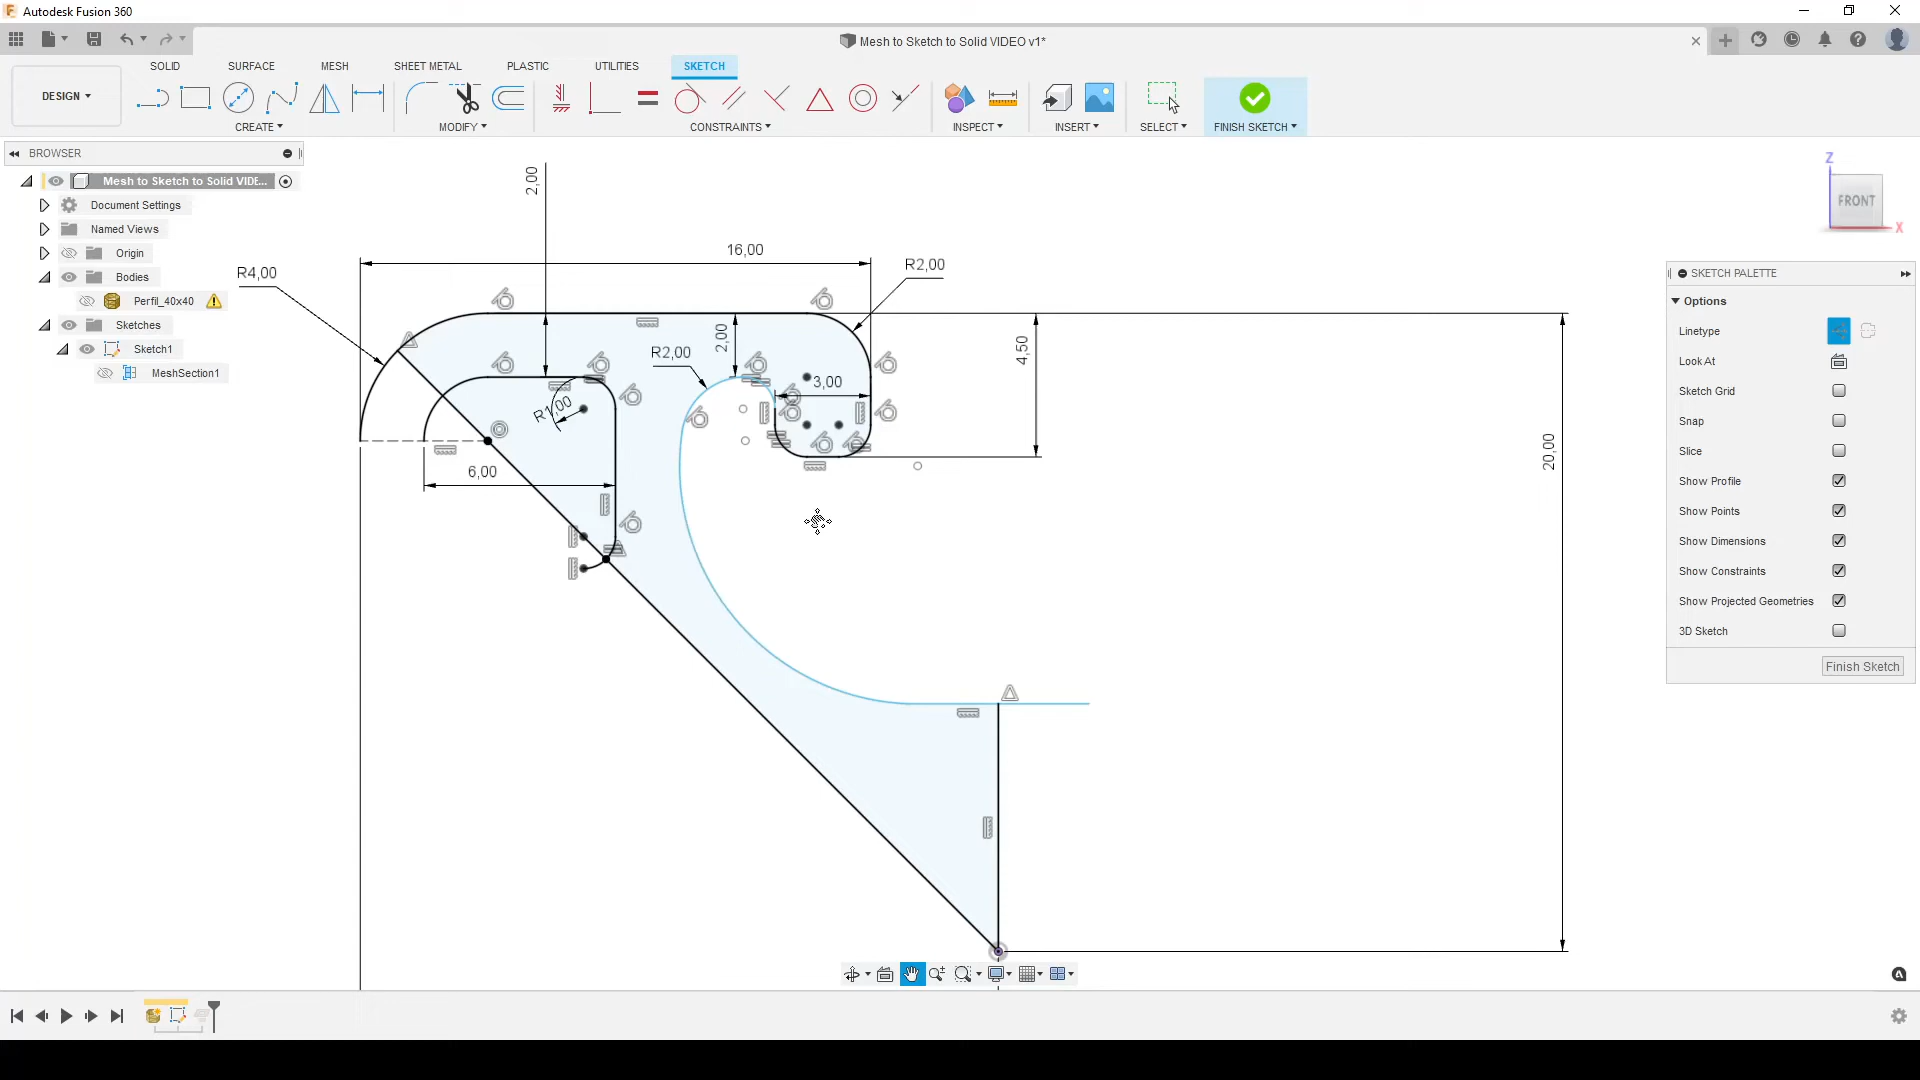 Autodesk Fusion 360
Mesh to Sketch to Solid VIDEO v1*
DESIGN
SOLID
SURFACE
MESH
SHEET METAL
PLASTIC
UTILITIES
SKETCH
CREATE
MODIFY
CONSTRAINTS
INSPECT
INSERT
SELECT
FINISH SKETCH
BROWSER
Mesh to Sketch to Solid VIDE...
Document Settings
Named Views
Origin
Bodies
Perfil_40x40
Sketches
Sketch1
MeshSection1
2,00
16,00
R4,00
R2,00
2,00
4,50
R2,00
3,00
R1,00
6,00
20,00
Z
FRONT
X
SKETCH PALETTE
Options
Linetype
Look At
Sketch Grid
Snap
Slice
Show Profile
Show Points
Show Dimensions
Show Constraints
Show Projected Geometries
3D Sketch
Finish Sketch